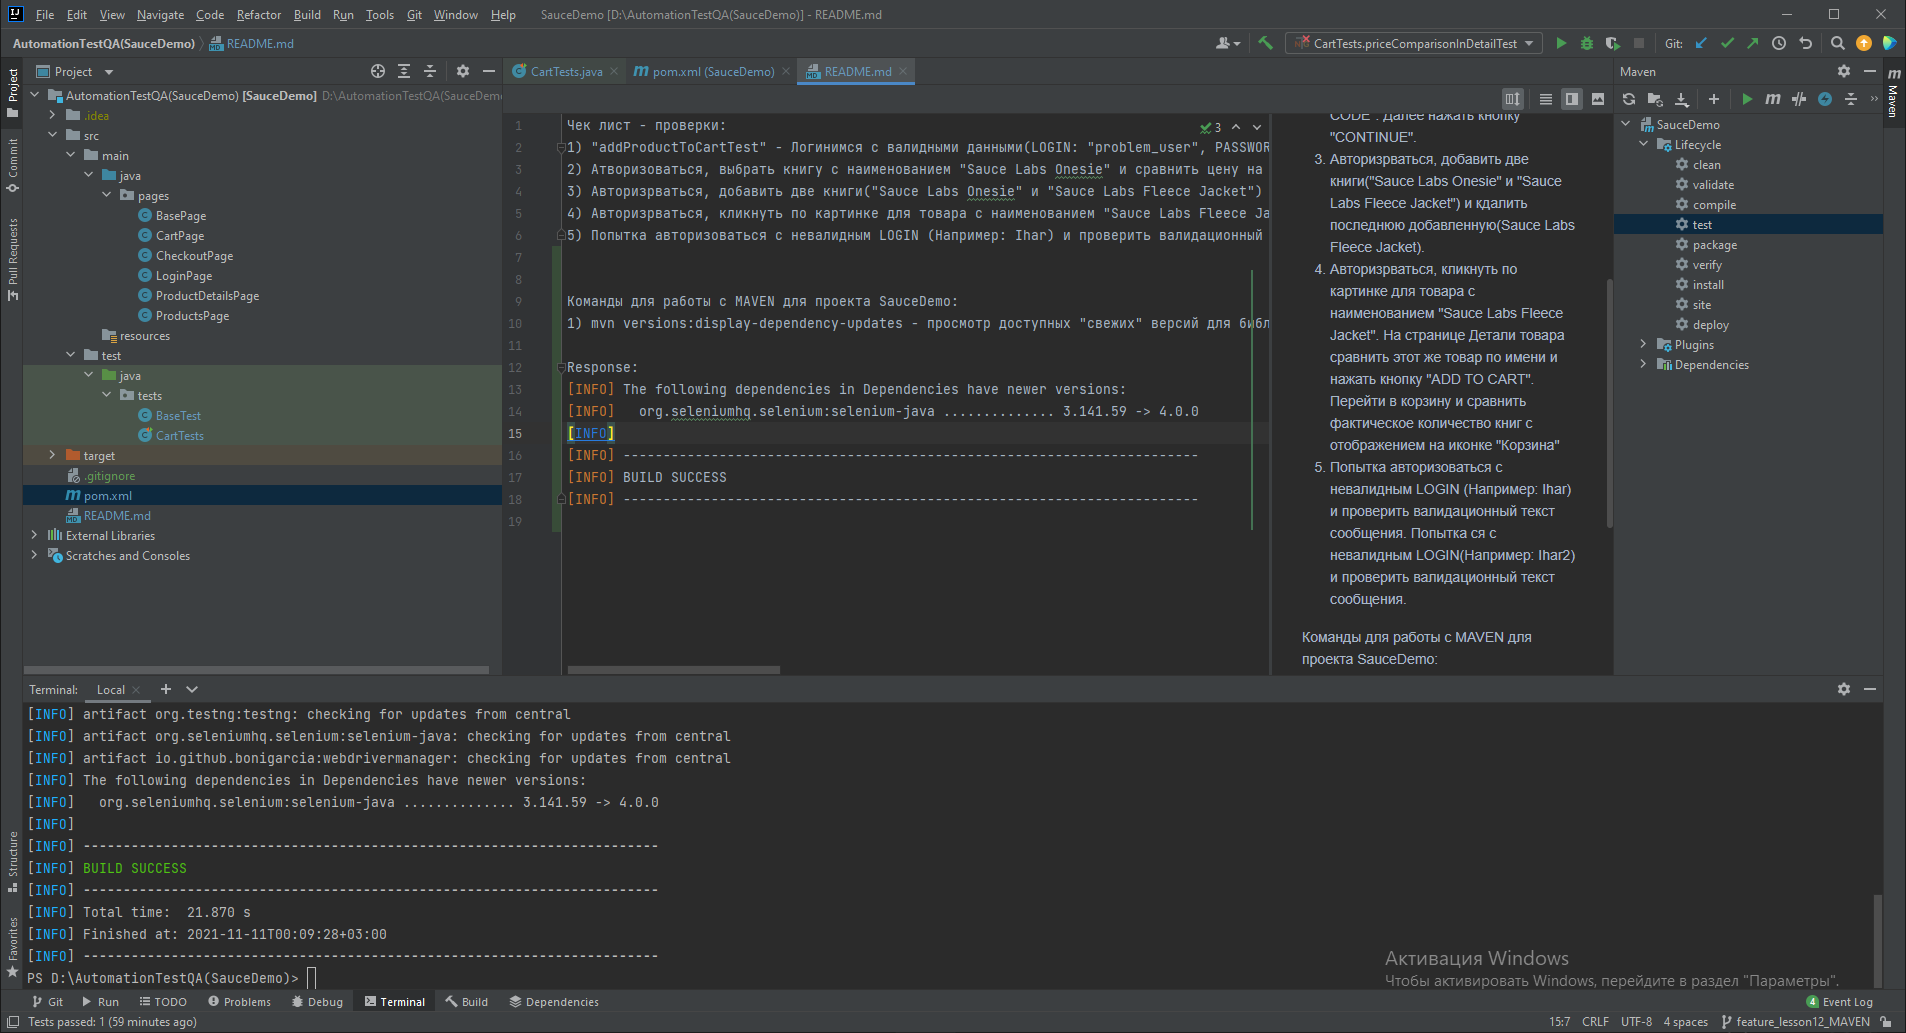 File Edit View Navigate Code Refactor Build Run Tools Git Window Help SauceDemo [D:\AutomationTestQA(SauceDemo)] - README.md
AutomationTestQA(SauceDemo) README.md
CartTests.priceComparisonInDetailTest
Git:
Project
Commit
Pull Requests
Structure
Favorites
Project
AutomationTestQA(SauceDemo) [SauceDemo] D:\AutomationTestQA(SauceDem
.idea
src
main
java
pages
BasePage
CartPage
CheckoutPage
LoginPage
ProductDetailsPage
ProductsPage
resources
test
java
tests
BaseTest
CartTests
target
.gitignore
pom.xml
README.md
External Libraries
Scratches and Consoles
CartTests.java pom.xml (SauceDemo) README.md
3
1 Чек лист - проверки:
2 1) "addProductToCartTest" - Логинимся с валидными данными(LOGIN: "problem_user", PASSWOR
3 2) Атворизоваться, выбрать книгу с наименованием "Sauce Labs Onesie" и сравнить цену на
4 3) Авторизрваться, добавить две книги("Sauce Labs Onesie" и "Sauce Labs Fleece Jacket")
5 4) Авторизрваться, кликнуть по картинке для товара с наименованием "Sauce Labs Fleece Ja
6 5) Попытка авторизоваться с невалидным LOGIN (Например: Ihar) и проверить валидационный
7
8
9 Команды для работы с MAVEN для проекта SauceDemo:
10 1) mvn versions:display-dependency-updates - просмотр доступных "свежих" версий для библ
11
12 Response:
13 [INFO] The following dependencies in Dependencies have newer versions:
14 [INFO]   org.seleniumhq.selenium:selenium-java .............. 3.141.59 -> 4.0.0
15 [INFO]
16 [INFO] ------------------------------------------------------------------------
17 [INFO] BUILD SUCCESS
18 [INFO] ------------------------------------------------------------------------
19
CODE". Далее нажать кнопку
"CONTINUE".
3. Авторизрваться, добавить две
книги("Sauce Labs Onesie" и "Sauce
Labs Fleece Jacket") и кдалить
последнюю добавленную(Sauce Labs
Fleece Jacket).
4. Авторизрваться, кликнуть по
картинке для товара с
наименованием "Sauce Labs Fleece
Jacket". На странице Детали товара
сравнить этот же товар по имени и
нажать кнопку "ADD TO CART".
Перейти в корзину и сравнить
фактическое количество книг с
отображением на иконке "Корзина"
5. Попытка авторизоваться с
невалидным LOGIN (Например: Ihar)
и проверить валидационный текст
сообщения. Попытка ся с
невалидным LOGIN(Например: Ihar2)
и проверить валидационный текст
сообщения.
Команды для работы с MAVEN для
проекта SauceDemo:
Maven
SauceDemo
Lifecycle
clean
validate
compile
test
package
verify
install
site
deploy
Plugins
Dependencies
Maven
Terminal: Local
[INFO] artifact org.testng:testng: checking for updates from central
[INFO] artifact org.seleniumhq.selenium:selenium-java: checking for updates from central
[INFO] artifact io.github.bonigarcia:webdrivermanager: checking for updates from central
[INFO] The following dependencies in Dependencies have newer versions:
[INFO]   org.seleniumhq.selenium:selenium-java .............. 3.141.59 -> 4.0.0
[INFO]
[INFO] ------------------------------------------------------------------------
[INFO] BUILD SUCCESS
[INFO] ------------------------------------------------------------------------
[INFO] Total time:  21.870 s
[INFO] Finished at: 2021-11-11T00:09:28+03:00
[INFO] ------------------------------------------------------------------------
PS D:\AutomationTestQA(SauceDemo)>
Активация Windows
Чтобы активировать Windows, перейдите в раздел "Параметры".
Git Run TODO Problems Debug Terminal Build Dependencies 4 Event Log
Tests passed: 1 (59 minutes ago) 15:7 CRLF UTF-8 4 spaces feature_lesson12_MAVEN